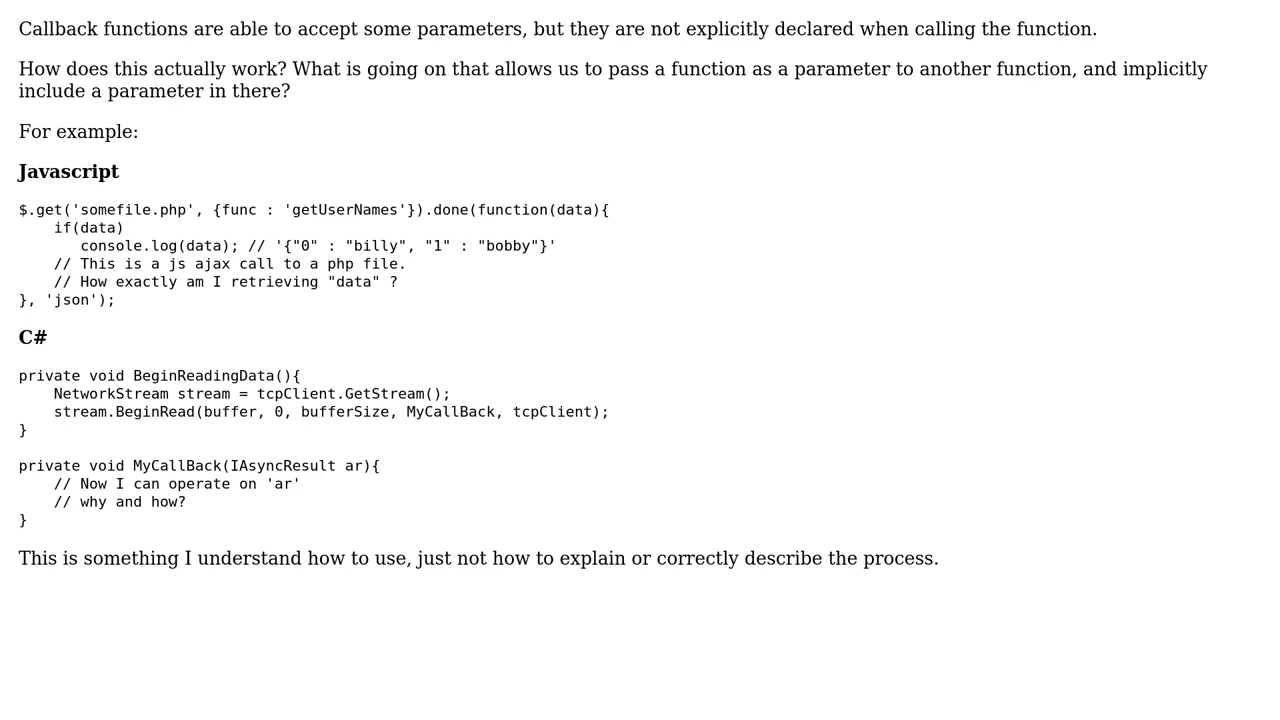 Callback functions are able to accept some parameters, but they are not explicitly declared when calling the function.
How does this actually work? What is going on that allows us to pass a function as a parameter to another function, and implicitly
include a parameter in there?
For example:
Javascript
$.get('somefile.php', {func : 'getUserNames'}).done(function(data){
    if(data)
       console.log(data); // '{"0" : "billy", "1" : "bobby"}'
    // This is a js ajax call to a php file.
    // How exactly am I retrieving "data" ?
}, 'json');
C#
private void BeginReadingData(){
    NetworkStream stream = tcpClient.GetStream();
    stream.BeginRead(buffer, 0, bufferSize, MyCallBack, tcpClient);
}
private void MyCallBack(IAsyncResult ar){
    // Now I can operate on 'ar'
    // why and how?
}
This is something I understand how to use, just not how to explain or correctly describe the process.